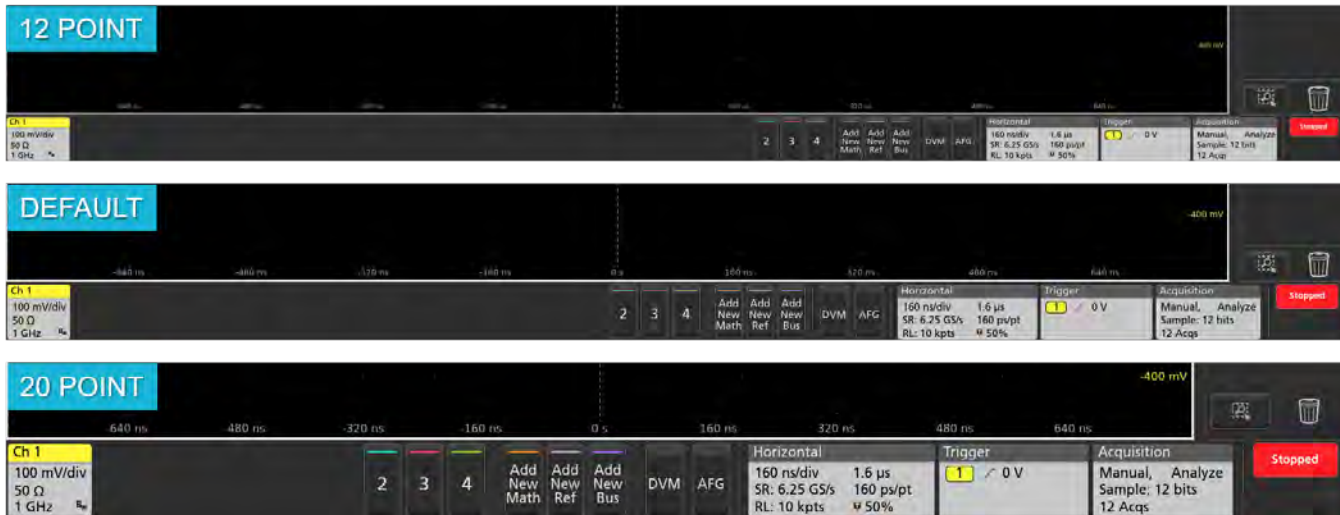 12 POINT
400 mV
0 s
640 ns
Ch 1
100 mV/div
50 Ω
1 GHz
2 3 4 Add New Math Add New Ref Add New Bus DVM AFG
Horizontal
160 ns/div 1.6 µs
SR: 6.25 GS/s 160 ps/pt
RL: 10 kpts 50%
Trigger
1 0 V
Acquisition
Manual, Analyze
Sample: 12 bits
12 Acqs
Stopped
DEFAULT
-400 mV
-640 ns -480 ns -320 ns -160 ns 0 s 160 ns 320 ns 480 ns 640 ns
Ch 1
100 mV/div
50 Ω
1 GHz
2 3 4 Add New Math Add New Ref Add New Bus DVM AFG
Horizontal
160 ns/div 1.6 µs
SR: 6.25 GS/s 160 ps/pt
RL: 10 kpts 50%
Trigger
1 0 V
Acquisition
Manual, Analyze
Sample: 12 bits
12 Acqs
Stopped
20 POINT
-400 mV
-640 ns -480 ns -320 ns -160 ns 0 s 160 ns 320 ns 480 ns 640 ns
Ch 1
100 mV/div
50 Ω
1 GHz
2 3 4 Add New Math Add New Ref Add New Bus DVM AFG
Horizontal
160 ns/div 1.6 µs
SR: 6.25 GS/s 160 ps/pt
RL: 10 kpts 50%
Trigger
1 0 V
Acquisition
Manual, Analyze
Sample: 12 bits
12 Acqs
Stopped